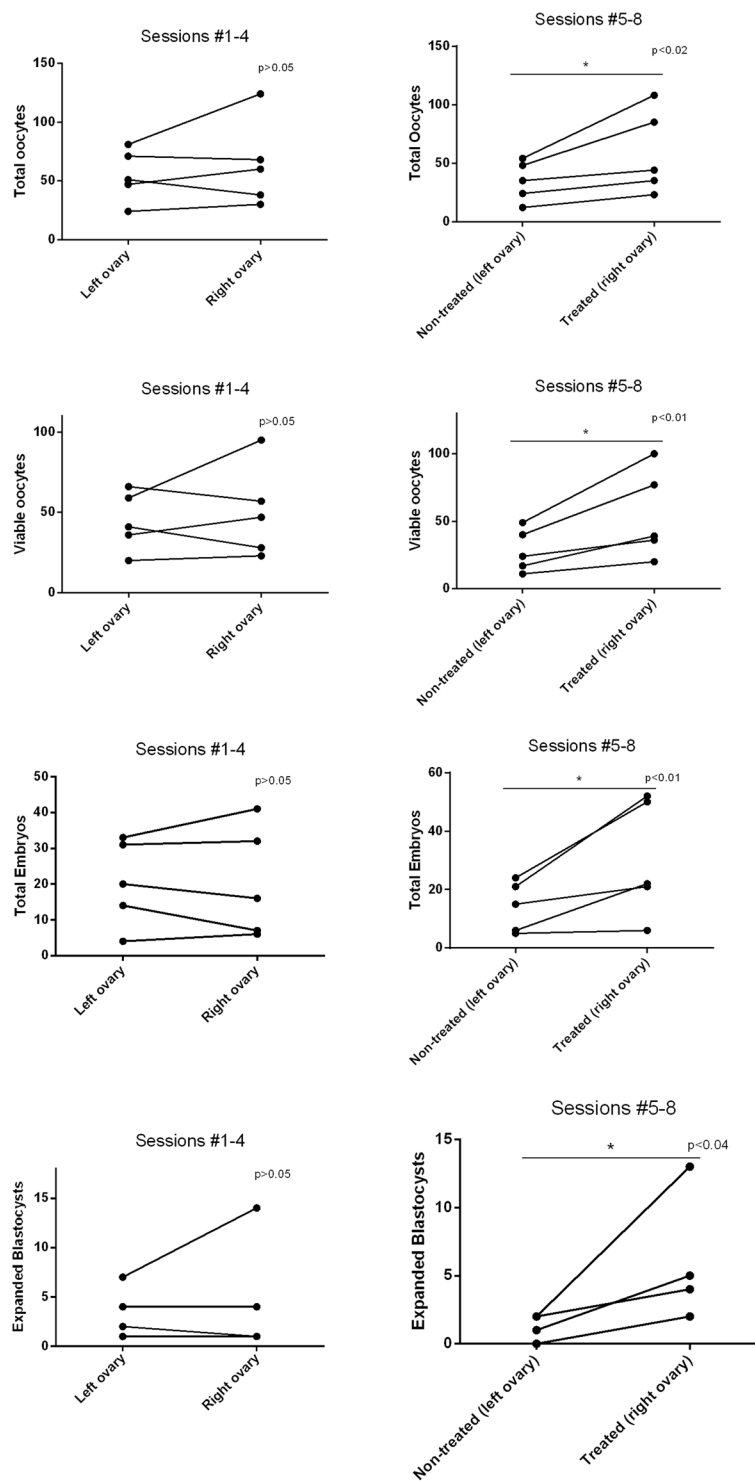 Sessions #1-4
p>0.05
Total oocytes
150
100
50
0
Left ovary
Right ovary
Sessions #5-8
p<0.02
*
Total Oocytes
150
100
50
0
Non-treated (left ovary)
Treated (right ovary)
Sessions #1-4
p>0.05
Viable oocytes
100
50
0
Left ovary
Right ovary
Sessions #5-8
p<0.01
*
Viable oocytes
100
50
0
Non-treated (left ovary)
Treated (right ovary)
Sessions #1-4
p>0.05
Total Embryos
50
40
30
20
10
0
Left ovary
Right ovary
Sessions #5-8
p<0.01
*
Total Embryos
60
40
20
0
Non-treated (left ovary)
Treated (right ovary)
Sessions #1-4
p>0.05
Expanded Blastocysts
15
10
5
0
Left ovary
Right ovary
Sessions #5-8
p<0.04
*
Expanded Blastocysts
15
10
5
0
Non-treated (left ovary)
Treated (right ovary)